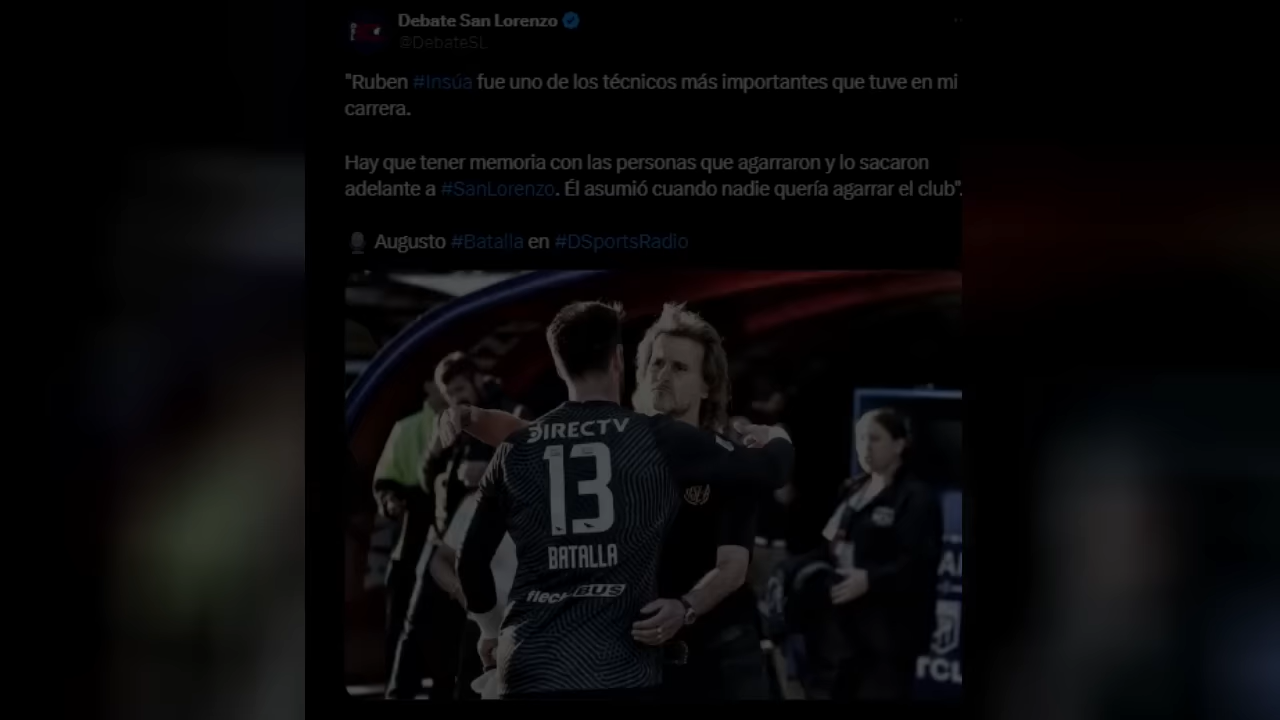 Debate San Lorenzo
@DebateSL
"Ruben #Insúa fue uno de los técnicos más importantes que tuve en mi
carrera.
Hay que tener memoria con las personas que agarraron y lo sacaron
adelante a #SanLorenzo. Él asumió cuando nadie quería agarrar el club".
Augusto #Batalla en #DSportsRadio
DIRECTV
13
BATALLA
flecha BUS
TCL